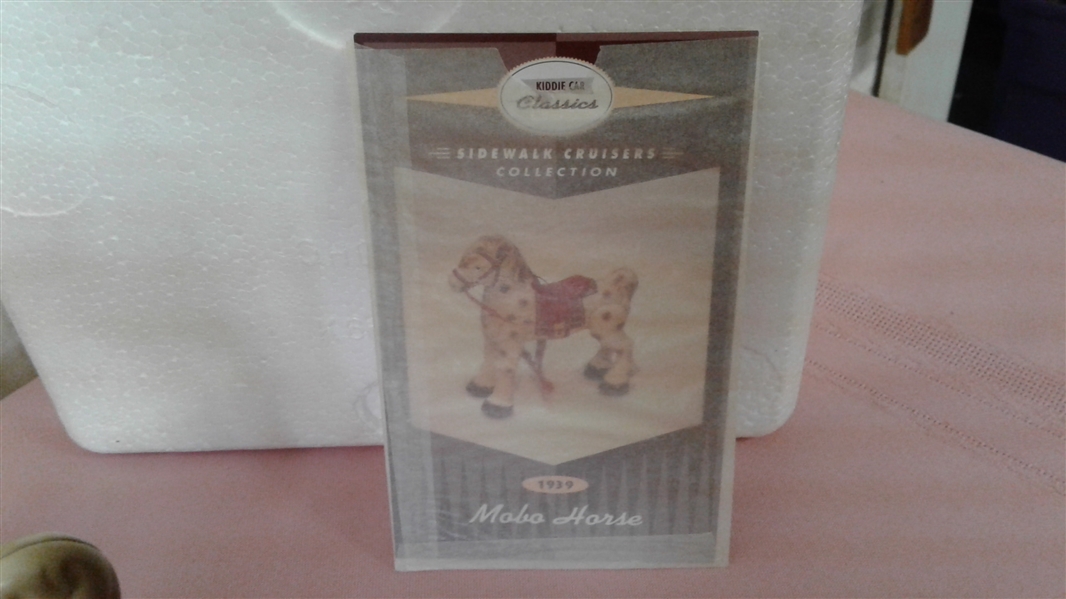 KIDDIE CAR
Classics
SIDEWALK CRUISERS
COLLECTION
1939
Mobo Horse